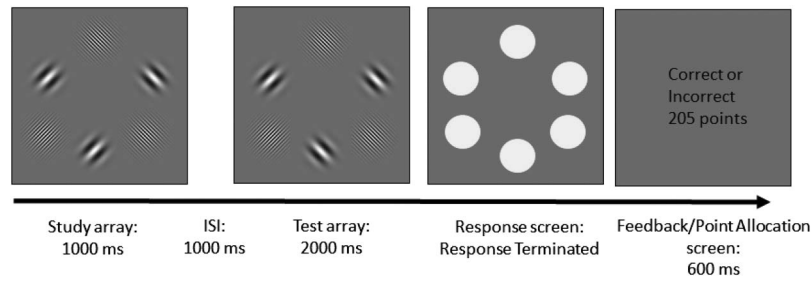 Correct or
Incorrect
205 points
Study array:
1000 ms
ISI:
1000 ms
Test array:
2000 ms
Response screen:
Response Terminated
Feedback/Point Allocation
screen:
600 ms